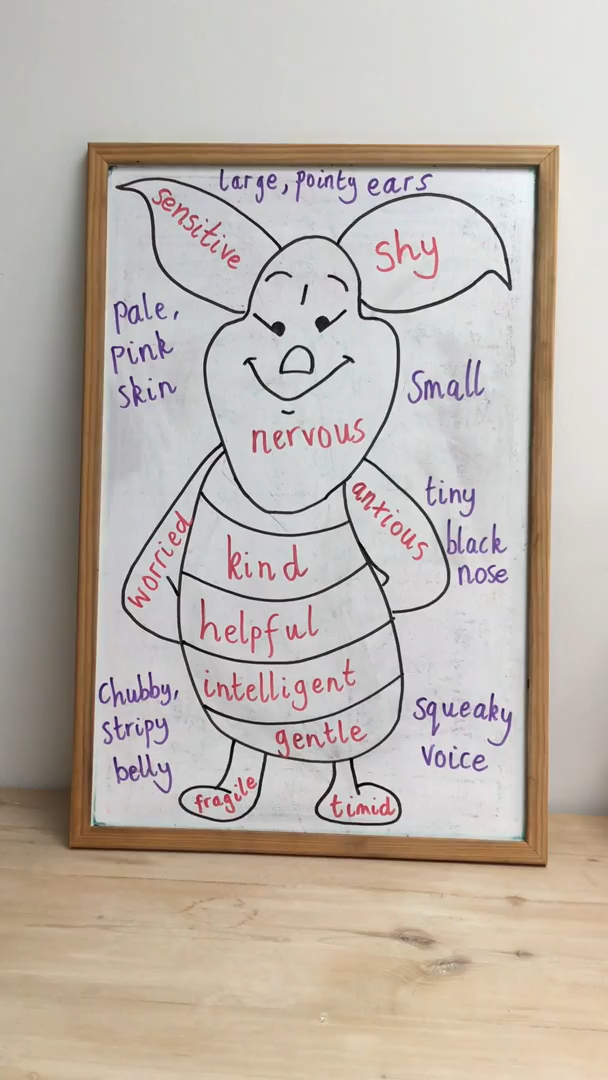 large, pointy ears
sensitive
shy
pale,
pink
skin
small
nervous
tiny
black
nose
worried
anxious
kind
helpful
intelligent
gentle
chubby,
stripy
belly
squeaky
voice
fragile
timid